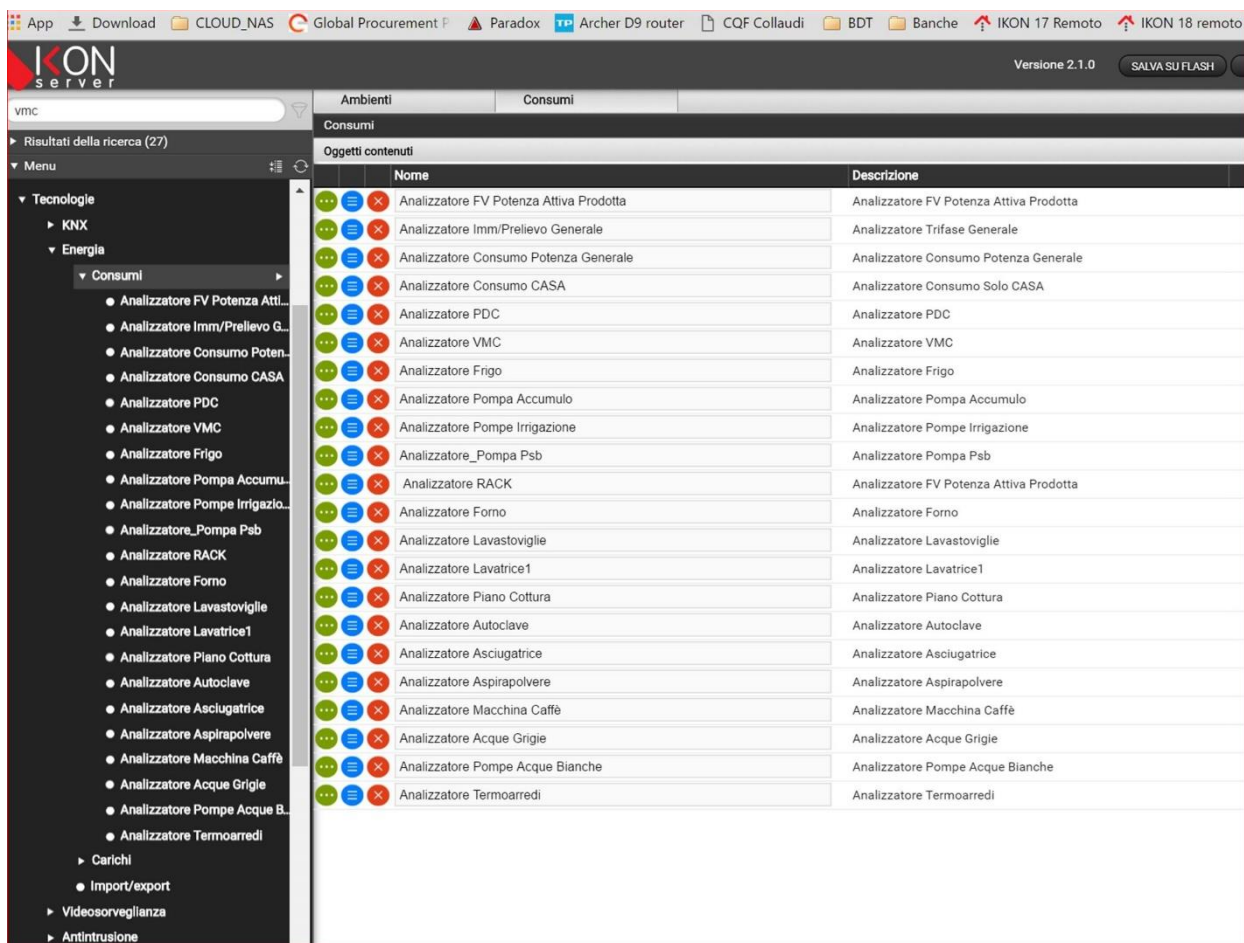 App Download CLOUD_NAS Global Procurement P Paradox TP Archer D9 router CQF Collaudi BDT Banche IKON 17 Remoto IKON 18 remoto
IKON
server
Versione 2.1.0 SALVA SU FLASH
vmc
Risultati della ricerca (27)
Menu
Tecnologie
KNX
Energia
Consumi
Analizzatore FV Potenza Atti...
Analizzatore Imm/Prelievo G...
Analizzatore Consumo Poten...
Analizzatore Consumo CASA
Analizzatore PDC
Analizzatore VMC
Analizzatore Frigo
Analizzatore Pompa Accumu...
Analizzatore Pompe Irrigazio...
Analizzatore_Pompa Psb
Analizzatore RACK
Analizzatore Forno
Analizzatore Lavastoviglie
Analizzatore Lavatrice1
Analizzatore Piano Cottura
Analizzatore Autoclave
Analizzatore Asciugatrice
Analizzatore Aspirapolvere
Analizzatore Macchina Caffè
Analizzatore Acque Grigie
Analizzatore Pompe Acque B...
Analizzatore Termoarredi
Carichi
Import/export
Videosorveglianza
Antintrusione
Ambienti Consumi
Consumi
Oggetti contenuti
Nome Descrizione
Analizzatore FV Potenza Attiva Prodotta Analizzatore FV Potenza Attiva Prodotta
Analizzatore Imm/Prelievo Generale Analizzatore Trifase Generale
Analizzatore Consumo Potenza Generale Analizzatore Consumo Potenza Generale
Analizzatore Consumo CASA Analizzatore Consumo Solo CASA
Analizzatore PDC Analizzatore PDC
Analizzatore VMC Analizzatore VMC
Analizzatore Frigo Analizzatore Frigo
Analizzatore Pompa Accumulo Analizzatore Pompa Accumulo
Analizzatore Pompe Irrigazione Analizzatore Pompe Irrigazione
Analizzatore_Pompa Psb Analizzatore Pompa Psb
Analizzatore RACK Analizzatore FV Potenza Attiva Prodotta
Analizzatore Forno Analizzatore Forno
Analizzatore Lavastoviglie Analizzatore Lavastoviglie
Analizzatore Lavatrice1 Analizzatore Lavatrice1
Analizzatore Piano Cottura Analizzatore Piano Cottura
Analizzatore Autoclave Analizzatore Autoclave
Analizzatore Asciugatrice Analizzatore Asciugatrice
Analizzatore Aspirapolvere Analizzatore Aspirapolvere
Analizzatore Macchina Caffè Analizzatore Macchina Caffè
Analizzatore Acque Grigie Analizzatore Acque Grigie
Analizzatore Pompe Acque Bianche Analizzatore Pompe Acque Bianche
Analizzatore Termoarredi Analizzatore Termoarredi